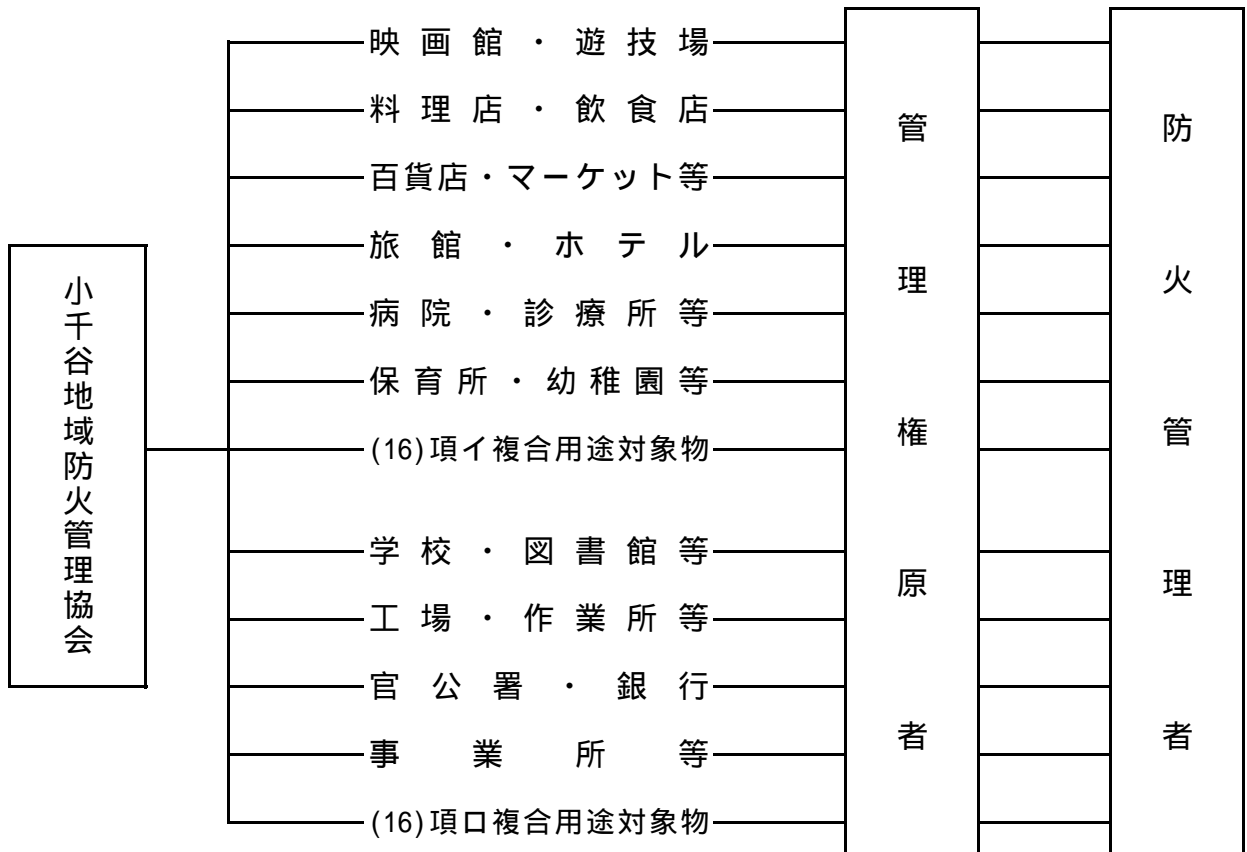 小千谷地域防火管理協会
映画館・遊技場
料理店・飲食店
百貨店・マーケット等
旅館・ホテル
病院・診療所等
保育所・幼稚園等
(16)項イ複合用途対象物
学校・図書館等
工場・作業所等
官公署・銀行
事業所等
(16)項ロ複合用途対象物
管理権原者
防火管理者